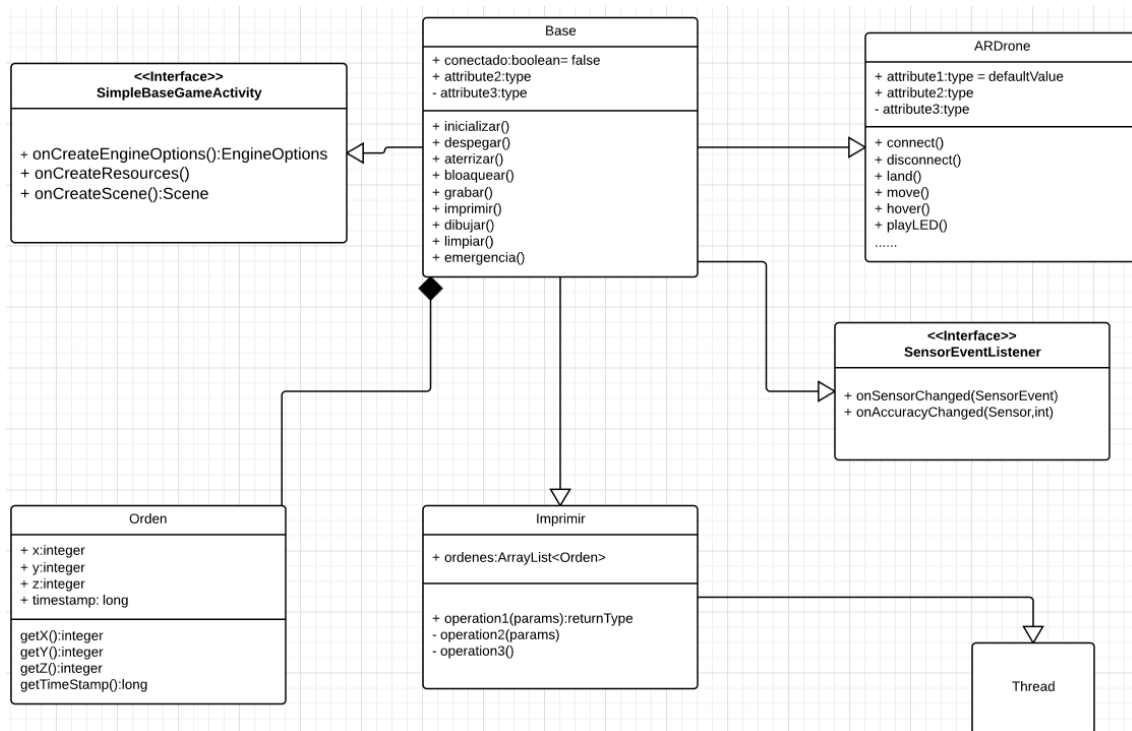 Base
+ conectado:boolean= false
+ attribute2:type
- attribute3:type
+ inicializar()
+ despegar()
+ aterrizar()
+ bloaquear()
+ grabar()
+ imprimir()
+ dibujar()
+ limpiar()
+ emergencia()
<<Interface>>
SimpleBaseGameActivity
+ onCreateEngineOptions():EngineOptions
+ onCreateResources()
+ onCreateScene():Scene
ARDrone
+ attribute1:type = defaultValue
+ attribute2:type
- attribute3:type
+ connect()
+ disconnect()
+ land()
+ move()
+ hover()
+ playLED()
......
<<Interface>>
SensorEventListener
+ onSensorChanged(SensorEvent)
+ onAccuracyChanged(Sensor,int)
Orden
+ x:integer
+ y:integer
+ z:integer
+ timestamp: long
getX():integer
getY():integer
getZ():integer
getTimeStamp():long
Imprimir
+ ordenes:ArrayList<Orden>
+ operation1(params):returnType
- operation2(params)
- operation3()
Thread